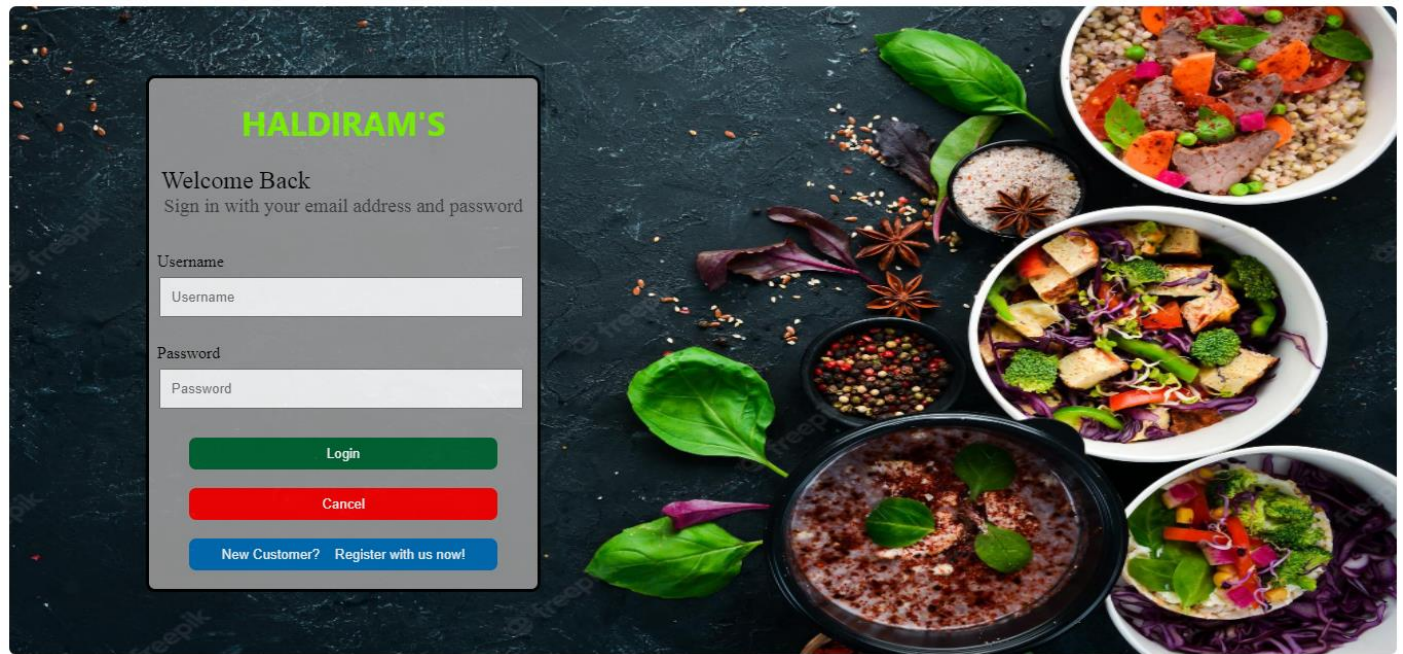 HALDIRAM'S
Welcome Back
Sign in with your email address and password
Username
Username
Password
Password
Login
Cancel
New Customer? Register with us now!
freepik